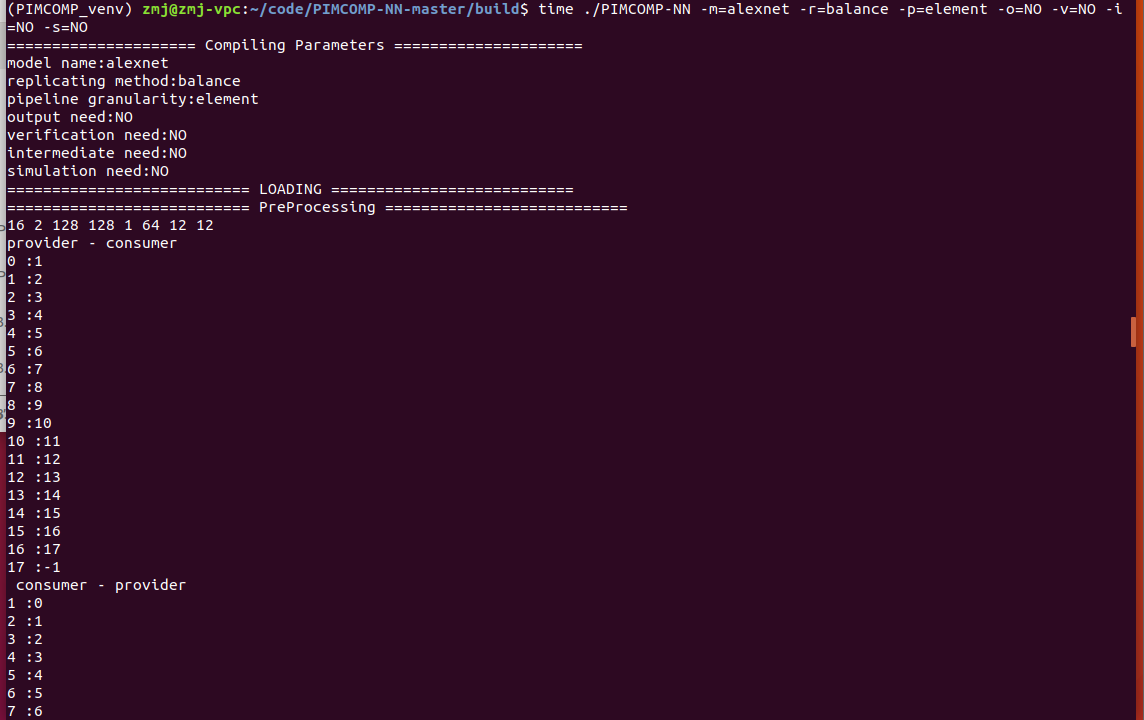 (PIMCOMP_venv) zmj@zmj-vpc:~/code/PIMCOMP-NN-master/build$ time ./PIMCOMP-NN -m=alexnet -r=balance -p=element -o=NO -v=NO -i
=NO -s=NO
===================== Compiling Parameters =====================
model name:alexnet
replicating method:balance
pipeline granularity:element
output need:NO
verification need:NO
intermediate need:NO
simulation need:NO
=========================== LOADING ===========================
=========================== PreProcessing ===========================
16 2 128 128 1 64 12 12
provider - consumer
0 :1
1 :2
2 :3
3 :4
4 :5
5 :6
6 :7
7 :8
8 :9
9 :10
10 :11
11 :12
12 :13
13 :14
14 :15
15 :16
16 :17
17 :-1
consumer - provider
1 :0
2 :1
3 :2
4 :3
5 :4
6 :5
7 :6